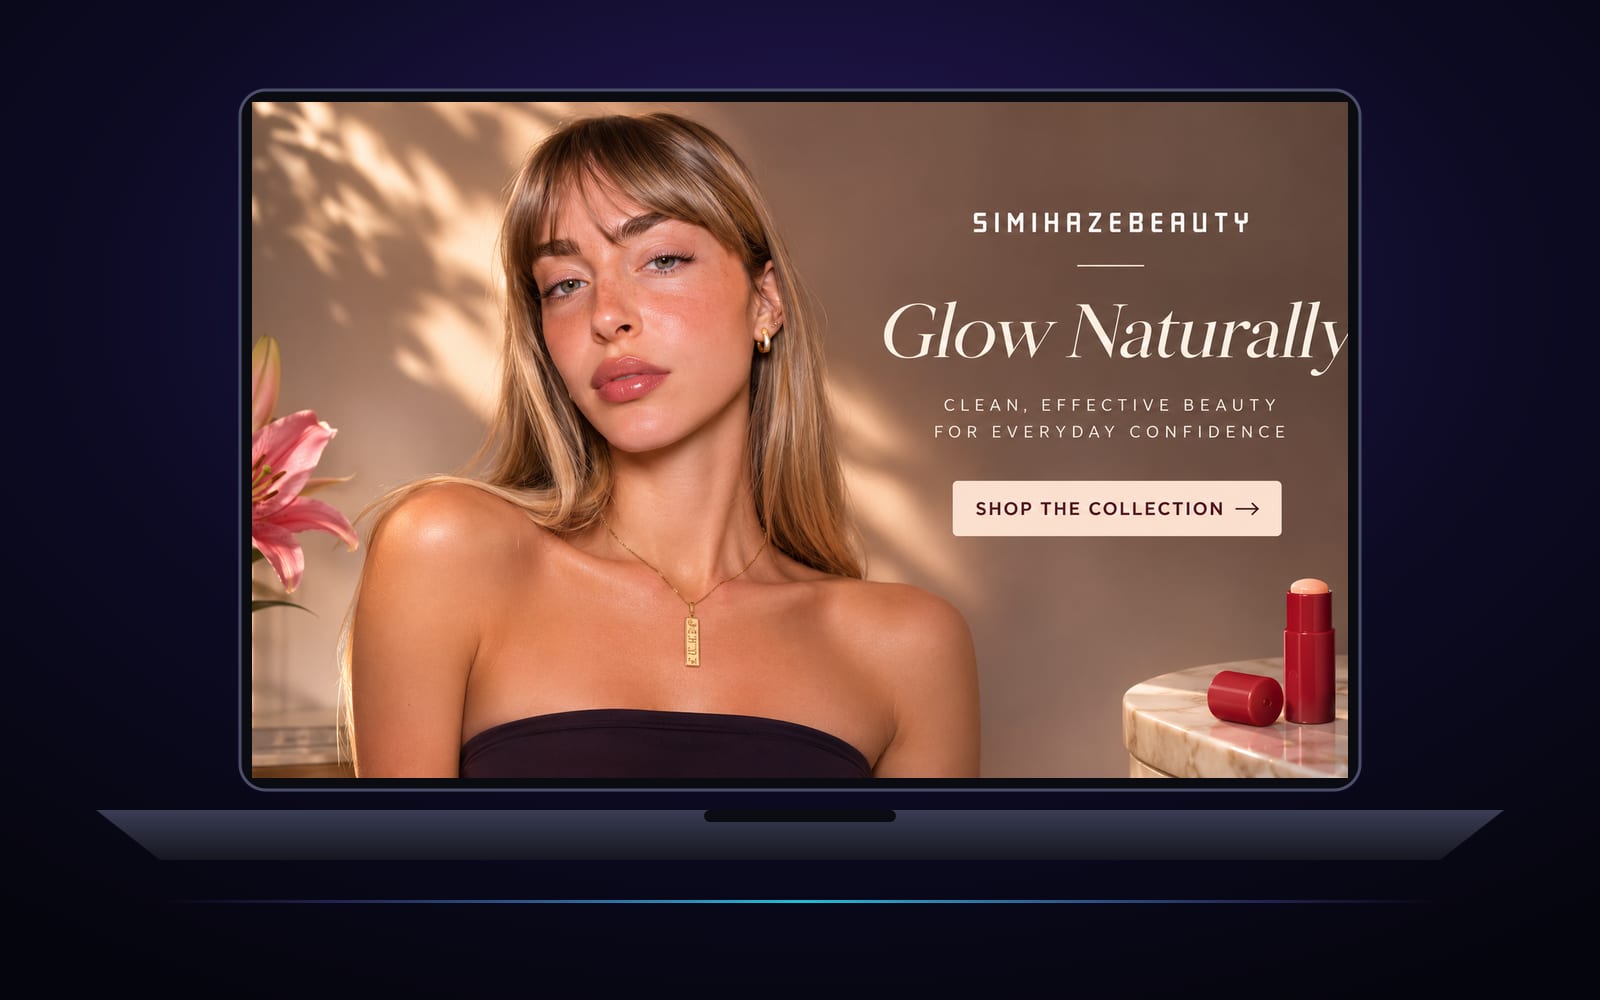 SIMIHAZEBEAUTY
Glow Naturally
CLEAN, EFFECTIVE BEAUTY
FOR EVERYDAY CONFIDENCE
SHOP THE COLLECTION →